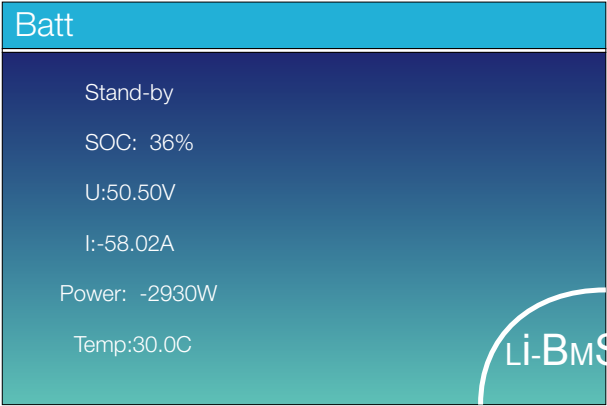 Batt
Stand-by
SOC: 36%
U:50.50V
I:-58.02A
Power: -2930W
Temp:30.0C
Li-BMS